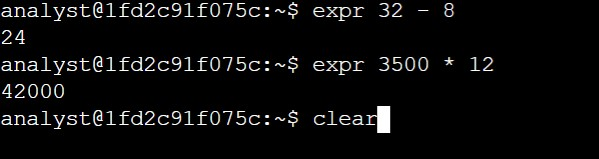 analyst@1fd2c91f075c:~$ expr 32 - 8
24
analyst@1fd2c91f075c:~$ expr 3500 * 12
42000
analyst@1fd2c91f075c:~$ clear